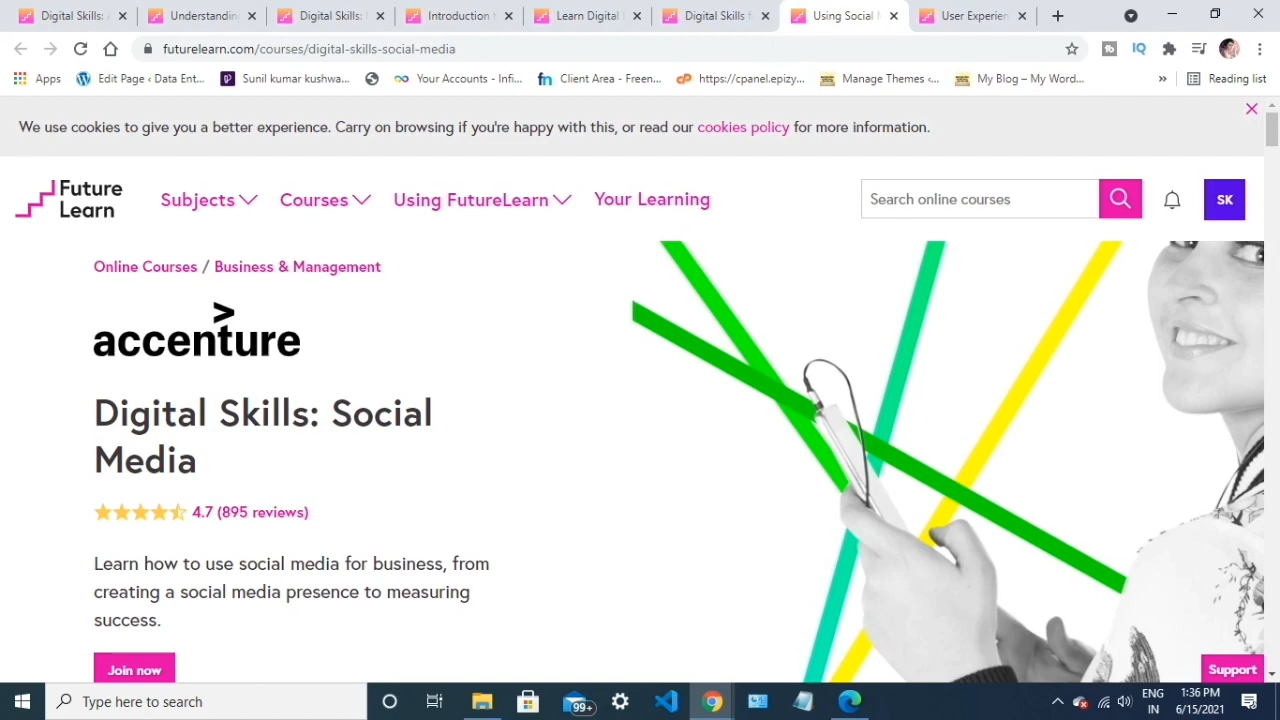 Digital Skills: A
Understandin
Digital Skills:
Introduction t
Learn Digital
Digital Skills f
Using Social
User Experien
futurelearn.com/courses/digital-skills-social-media
IQ
Apps
Edit Page ‹ Data Ent...
Sunil kumar kushwa...
Your Accounts - Infi...
Client Area - Freen...
https://cpanel.epizy...
Manage Themes ‹...
My Blog – My Word...
»
Reading list
We use cookies to give you a better experience. Carry on browsing if you're happy with this, or read our cookies policy for more information.
Future
Learn
Subjects
Courses
Using FutureLearn
Your Learning
Search online courses
SK
Online Courses / Business & Management
accenture
Digital Skills: Social
Media
4.7 (895 reviews)
Learn how to use social media for business, from
creating a social media presence to measuring
success.
Join now
Support
Type here to search
99+
ENG
IN
1:36 PM
6/15/2021